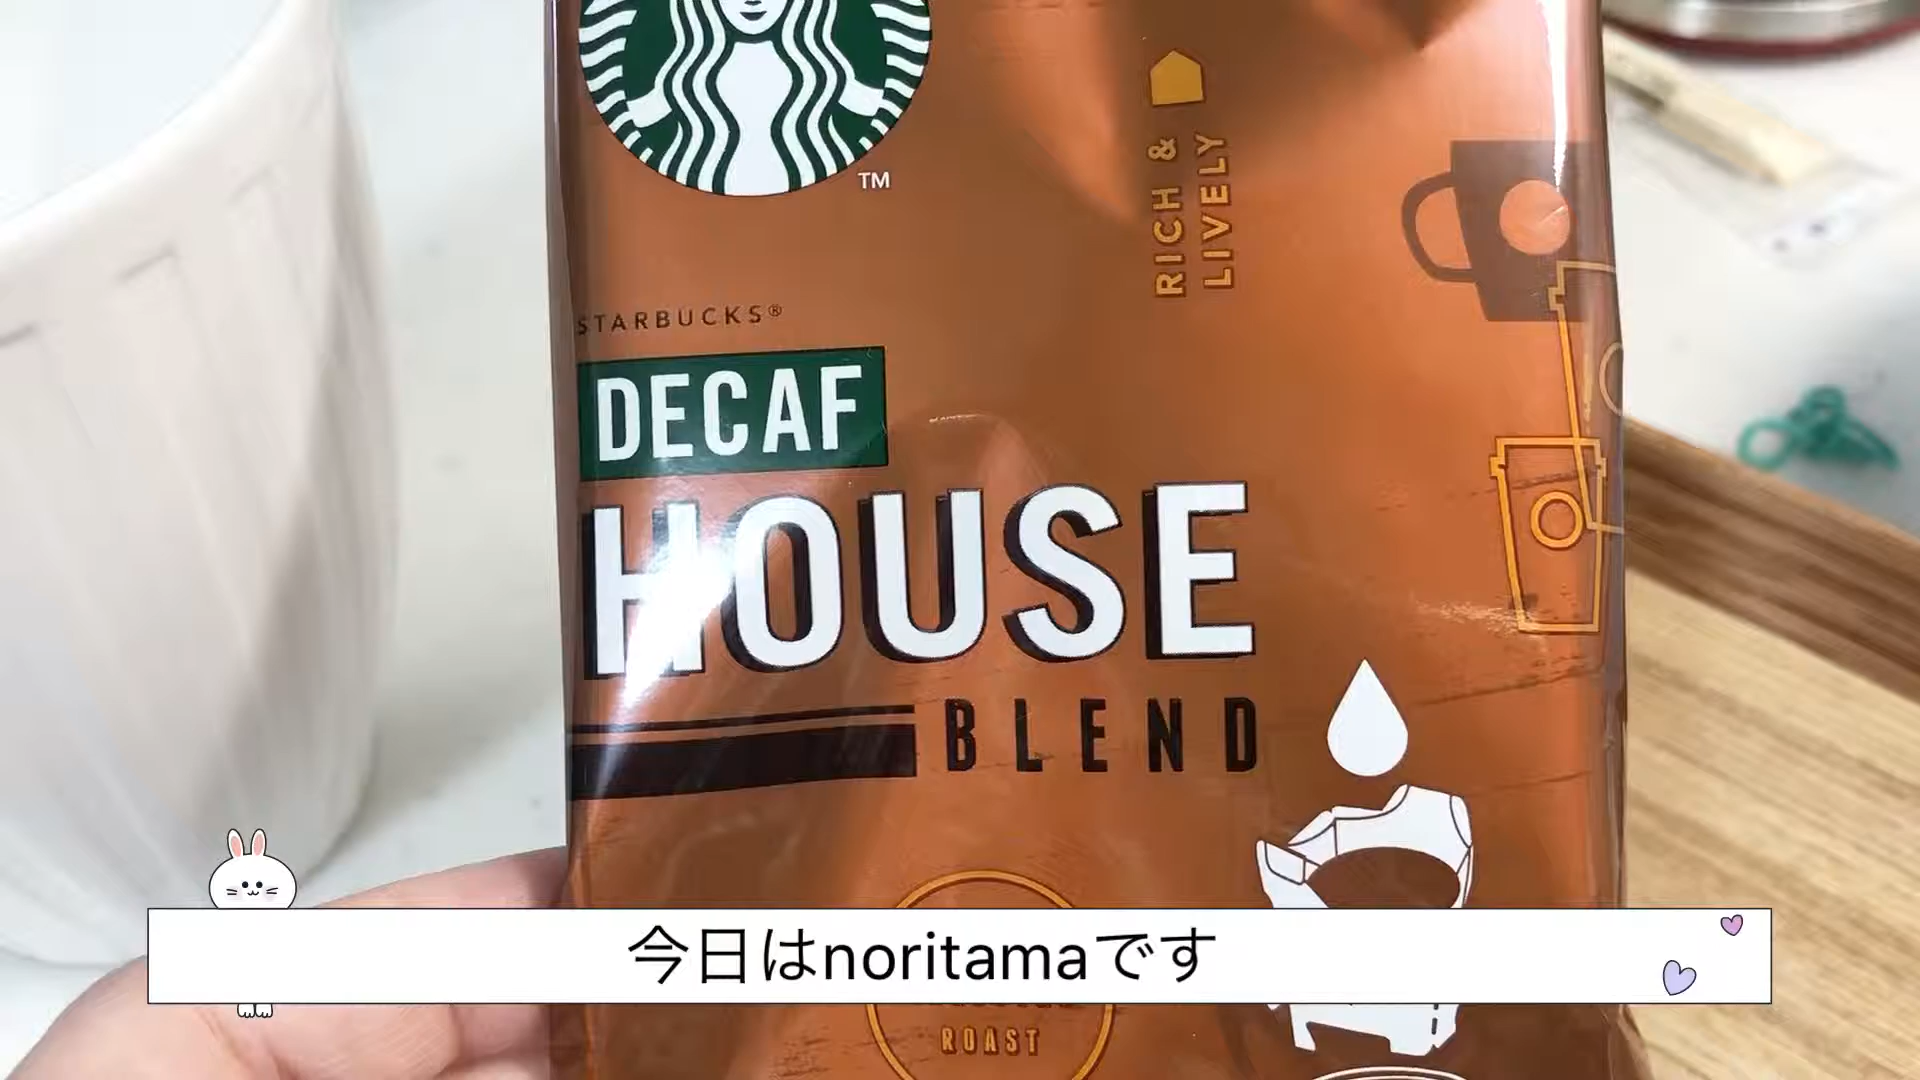 TM
RICH &
LIVELY
STARBUCKS®
DECAF
HOUSE
BLEND
今日はnoritamaです
ROAST